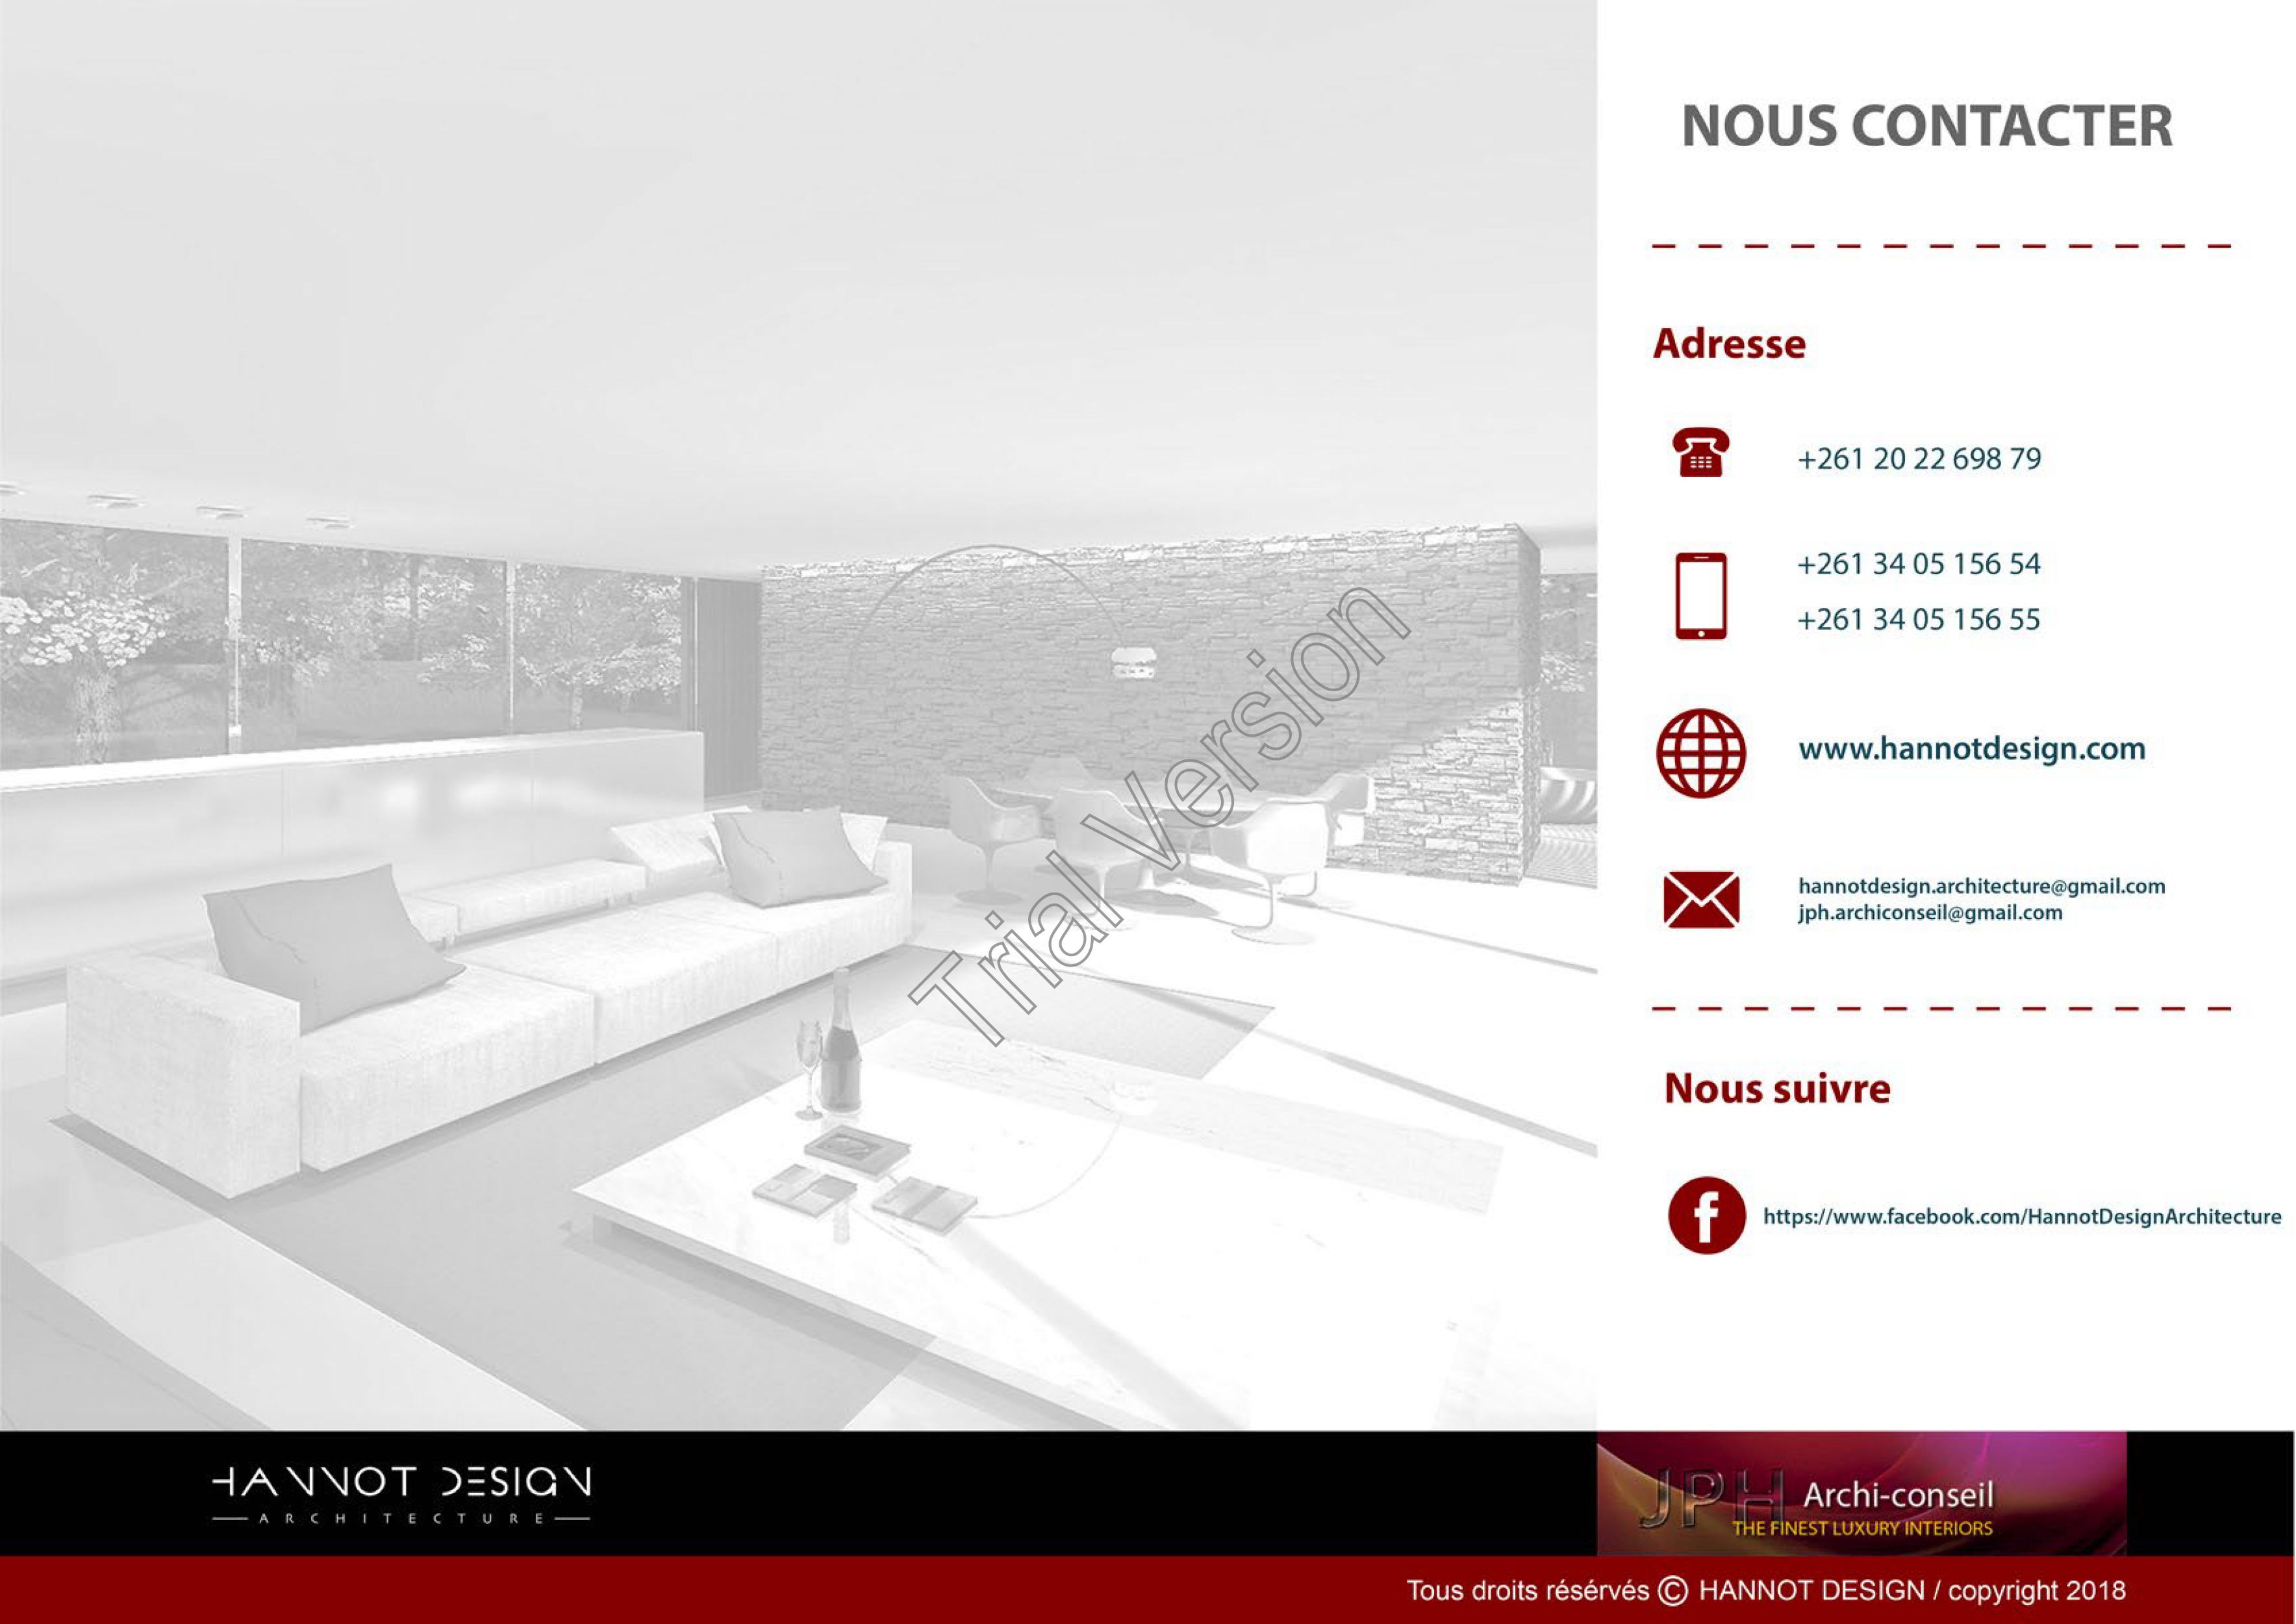 NOUS CONTACTER
Adresse
+261 20 22 698 79
+261 34 05 156 54
+261 34 05 156 55
www.hannotdesign.com
hannotdesign.architecture@gmail.com
jph.archiconseil@gmail.com
Nous suivre
f
https://www.facebook.com/HannotDesignArchitecture
Trial Version
HANNOT DESIGN
ARCHITECTURE
JPH Archi-conseil
THE FINEST LUXURY INTERIORS
Tous droits résérvés © HANNOT DESIGN / copyright 2018